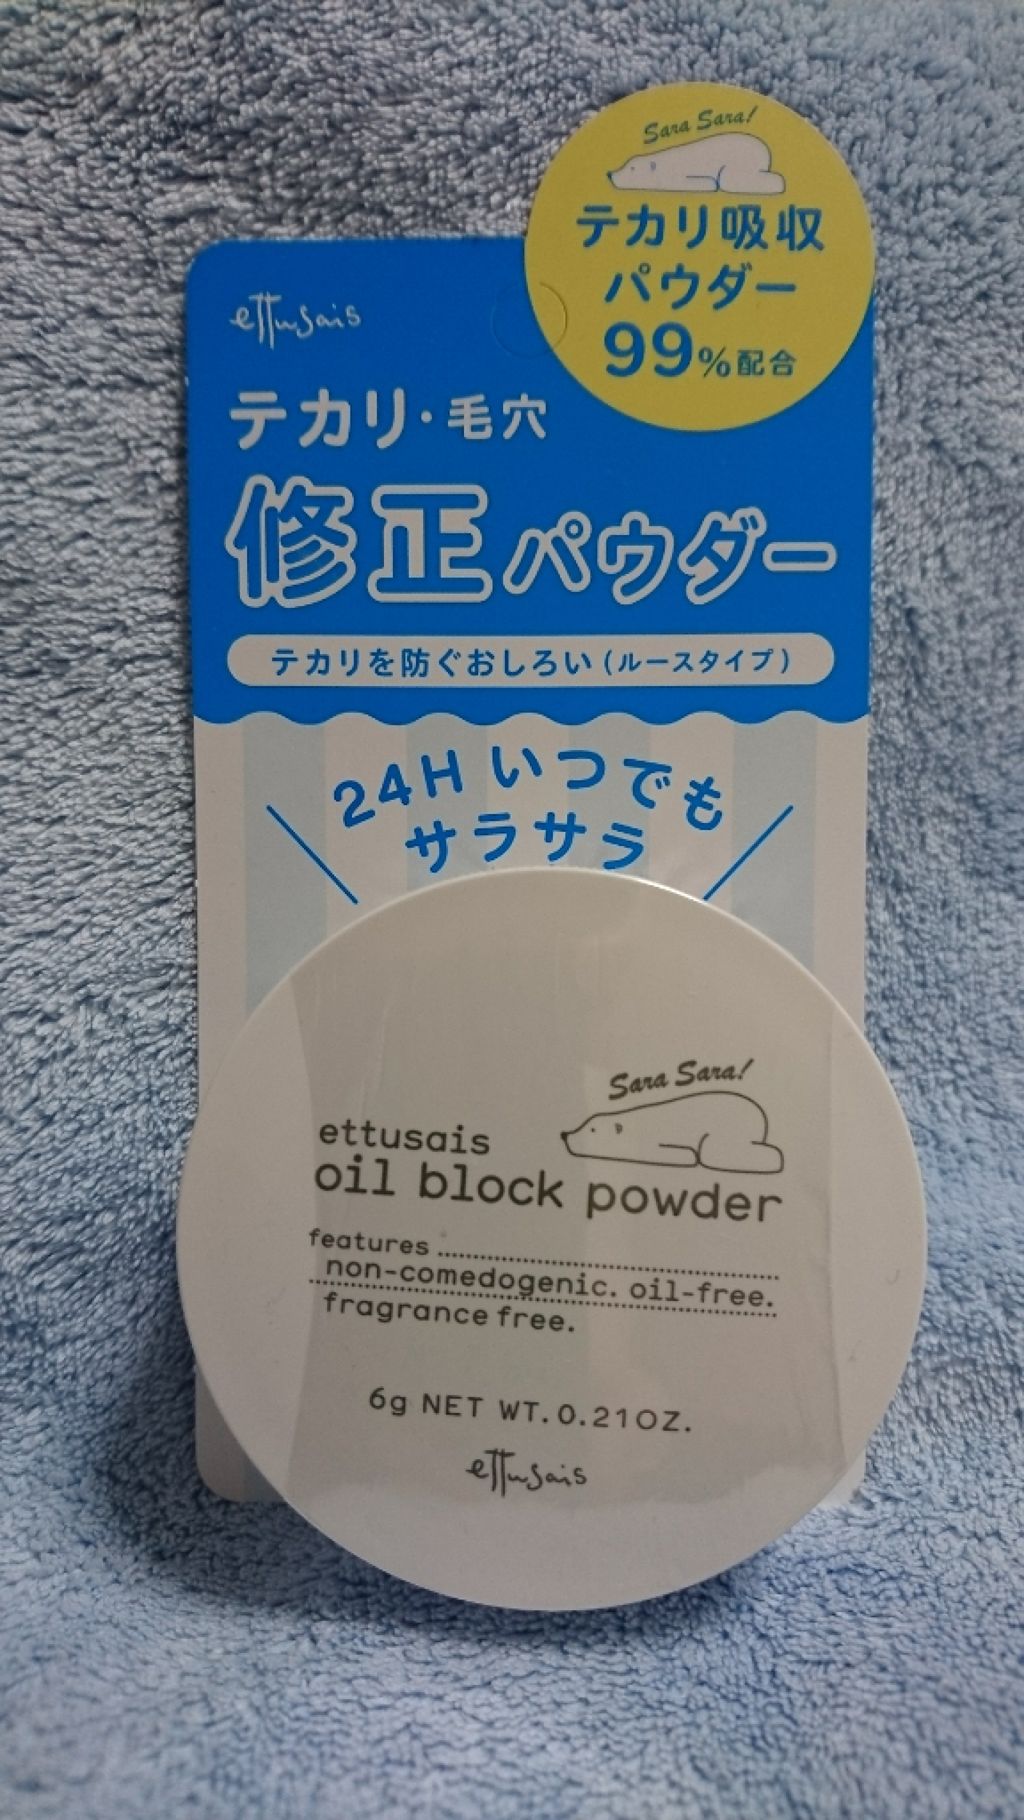 Sara Sara!
テカリ吸収
パウダー
99%配合
ettusais
テカリ・毛穴
修正パウダー
テカリを防ぐおしろい(ルースタイプ)
24Hいつでも
サラサラ
Sara Sara!
ettusais
oil block powder
features
non-comedogenic. oil-free.
fragrance free.
6g NET WT. 0.21OZ.
ettusais